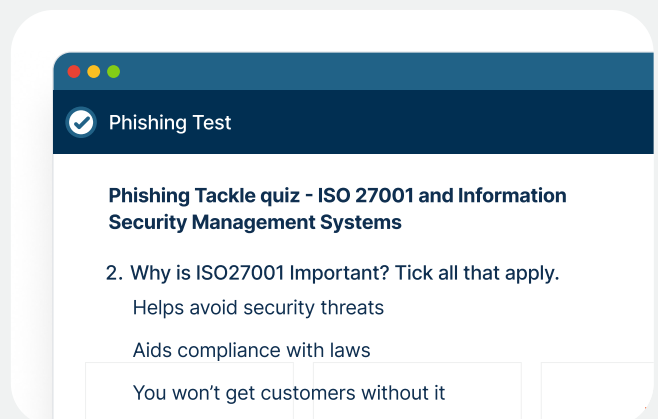 Phishing Test
Phishing Tackle quiz - ISO 27001 and Information
Security Management Systems
2. Why is ISO27001 Important? Tick all that apply.
Helps avoid security threats
Aids compliance with laws
You won’t get customers without it